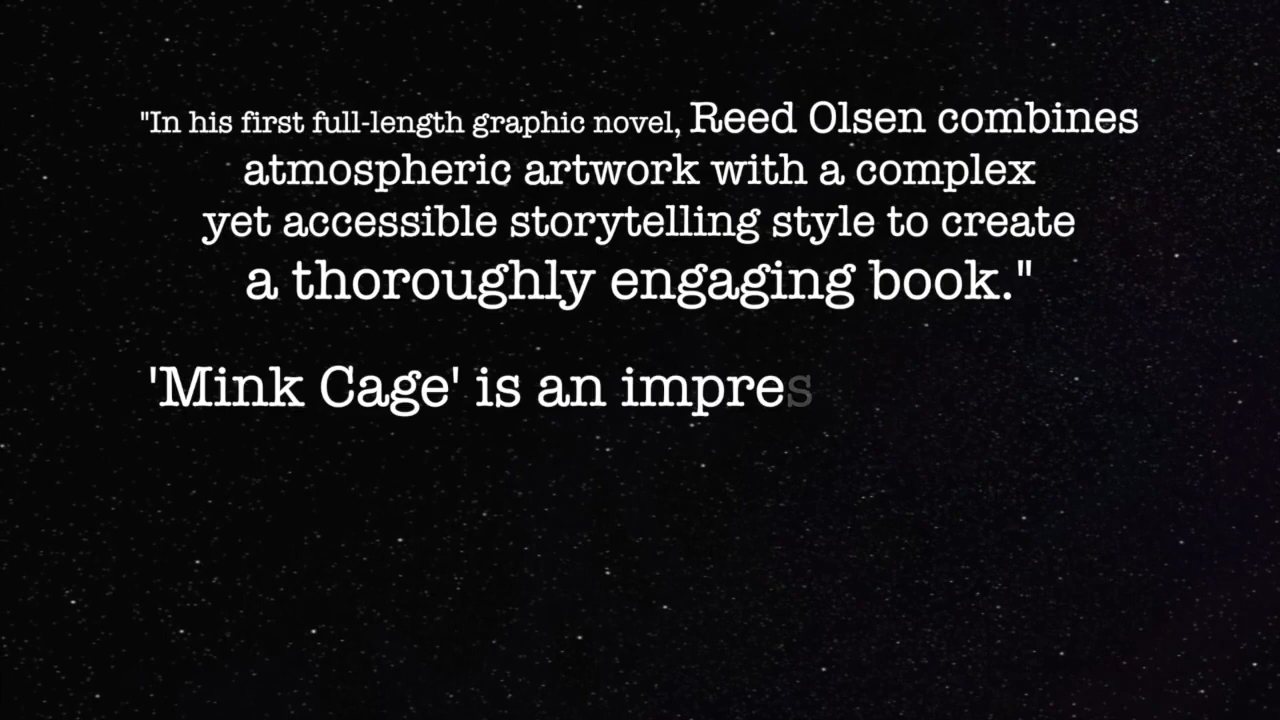 "In his first full-length graphic novel, Reed Olsen combines
atmospheric artwork with a complex
yet accessible storytelling style to create
a thoroughly engaging book."
'Mink Cage' is an impres